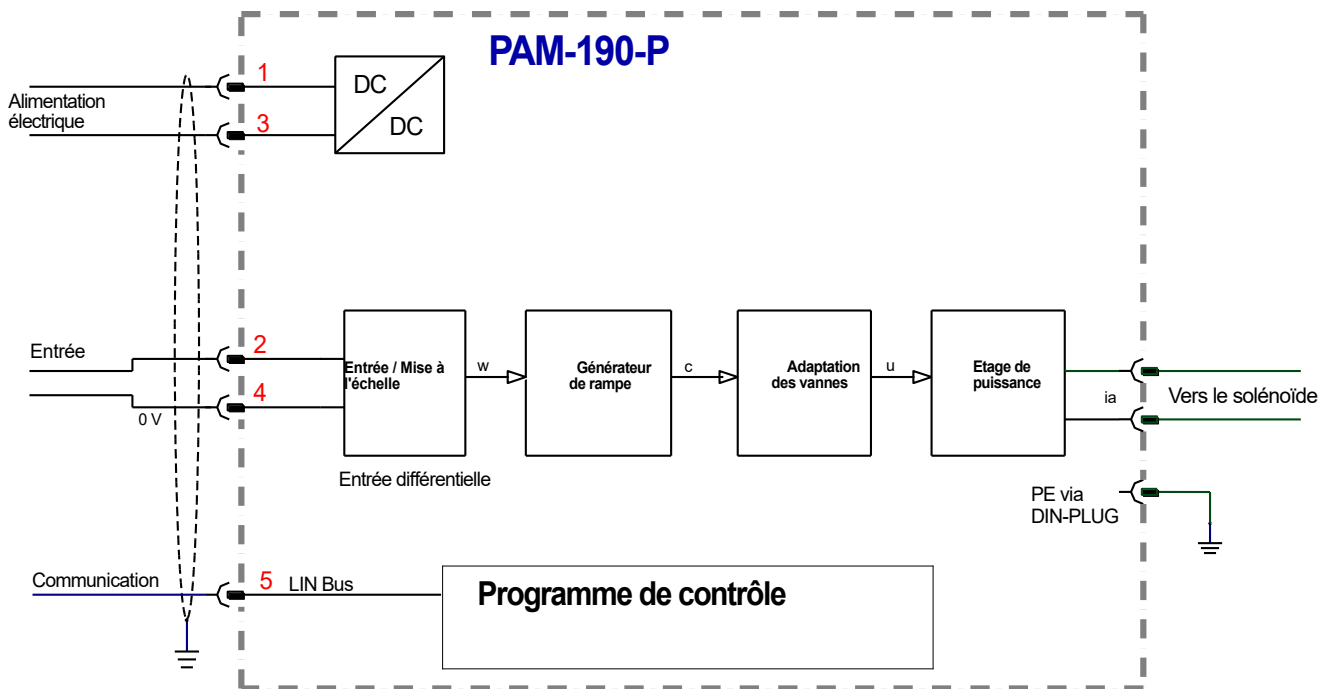 PAM-190-P
1
DC
Alimentation
électrique
3
DC
Entrée
2
4
0 V
Entrée / Mise à
l'échelle
w
Générateur
de rampe
c
Adaptation
des vannes
u
Etage de
puissance
ia
Vers le solénoïde
Entrée différentielle
PE via
DIN-PLUG
Communication
5
LIN Bus
Programme de contrôle